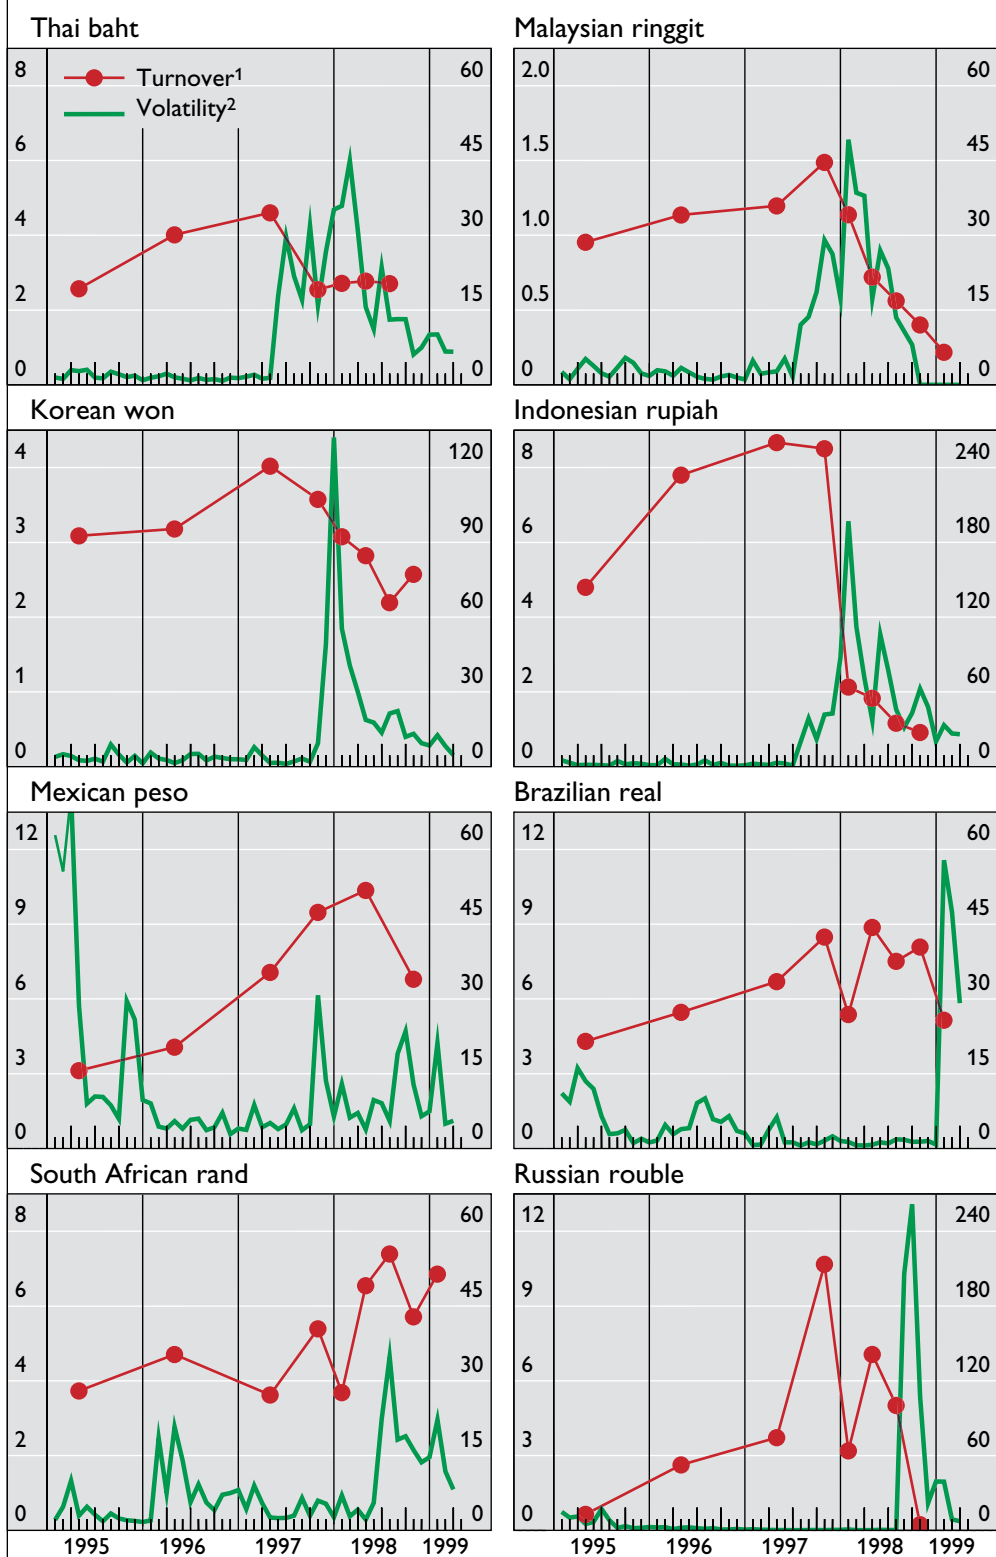 Thai baht Malaysian ringgit
8 60 2.0 60
Turnover1
Volatility2
6 45 1.5 45
4 30 1.0 30
2 15 0.5 15
0 0 0 0
Korean won Indonesian rupiah
4 120 8 240
3 90 6 180
2 60 4 120
1 30 2 60
0 0 0 0
Mexican peso Brazilian real
12 60 12 60
9 45 9 45
6 30 6 30
3 15 3 15
0 0 0 0
South African rand Russian rouble
8 60 12 240
6 45 9 180
4 30 6 120
2 15 3 60
0 0 0 0
1995 1996 1997 1998 1999 1995 1996 1997 1998 1999